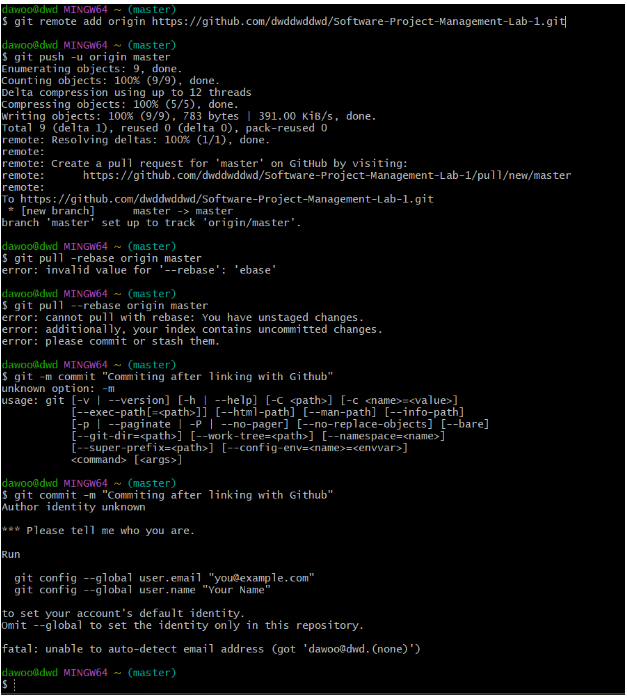 dawoo@dwd MINGW64 ~ (master)
$ git remote add origin https://github.com/dwddwddwd/Software-Project-Management-Lab-1.git
dawoo@dwd MINGW64 ~ (master)
$ git push -u origin master
Enumerating objects: 9, done.
Counting objects: 100% (9/9), done.
Delta compression using up to 12 threads
Compressing objects: 100% (5/5), done.
Writing objects: 100% (9/9), 783 bytes | 391.00 KiB/s, done.
Total 9 (delta 1), reused 0 (delta 0), pack-reused 0
remote: Resolving deltas: 100% (1/1), done.
remote:
remote: Create a pull request for 'master' on GitHub by visiting:
remote:      https://github.com/dwddwddwd/Software-Project-Management-Lab-1/pull/new/master
remote:
To https://github.com/dwddwddwd/Software-Project-Management-Lab-1.git
 * [new branch]      master -> master
branch 'master' set up to track 'origin/master'.
dawoo@dwd MINGW64 ~ (master)
$ git pull -rebase origin master
error: invalid value for '--rebase': 'ebase'
dawoo@dwd MINGW64 ~ (master)
$ git pull --rebase origin master
error: cannot pull with rebase: You have unstaged changes.
error: additionally, your index contains uncommitted changes.
error: please commit or stash them.
dawoo@dwd MINGW64 ~ (master)
$ git -m commit "Commiting after linking with Github"
unknown option: -m
usage: git [-v | --version] [-h | --help] [-C <path>] [-c <name>=<value>]
           [--exec-path[=<path>]] [--html-path] [--man-path] [--info-path]
           [-p | --paginate | -P | --no-pager] [--no-replace-objects] [--bare]
           [--git-dir=<path>] [--work-tree=<path>] [--namespace=<name>]
           [--super-prefix=<path>] [--config-env=<name>=<envvar>]
           <command> [<args>]
dawoo@dwd MINGW64 ~ (master)
$ git commit -m "Commiting after linking with Github"
Author identity unknown
*** Please tell me who you are.
Run
  git config --global user.email "you@example.com"
  git config --global user.name "Your Name"
to set your account's default identity.
Omit --global to set the identity only in this repository.
fatal: unable to auto-detect email address (got 'dawoo@dwd.(none)')
dawoo@dwd MINGW64 ~ (master)
$